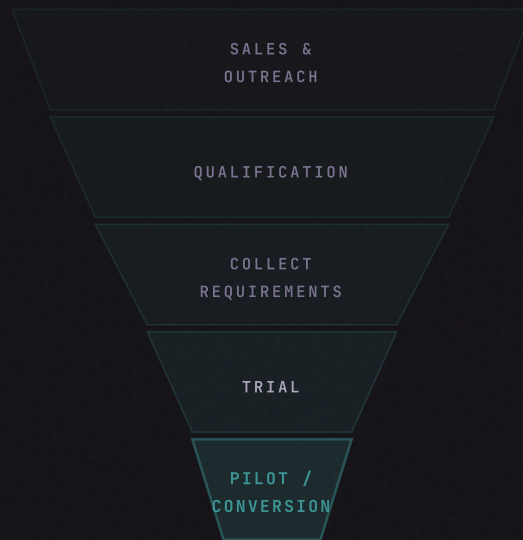 SALES &
OUTREACH
QUALIFICATION
COLLECT
REQUIREMENTS
TRIAL
PILOT /
CONVERSION